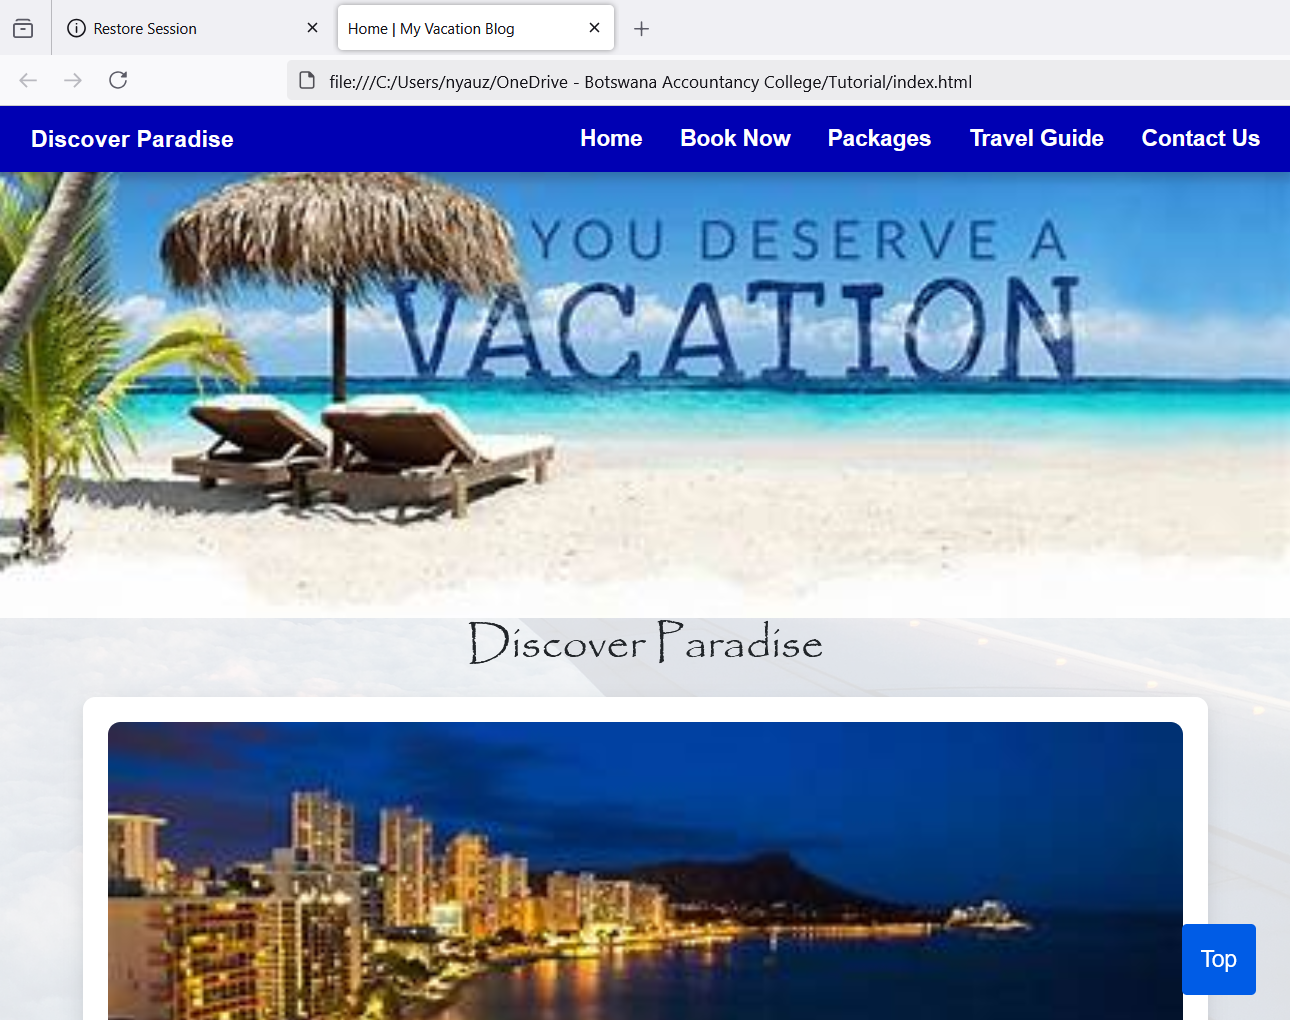 Restore Session
Home | My Vacation Blog
file:///C:/Users/nyauz/OneDrive - Botswana Accountancy College/Tutorial/index.html
Discover Paradise
Home
Book Now
Packages
Travel Guide
Contact Us
YOU DESERVE A
VACATION
Discover Paradise
Top